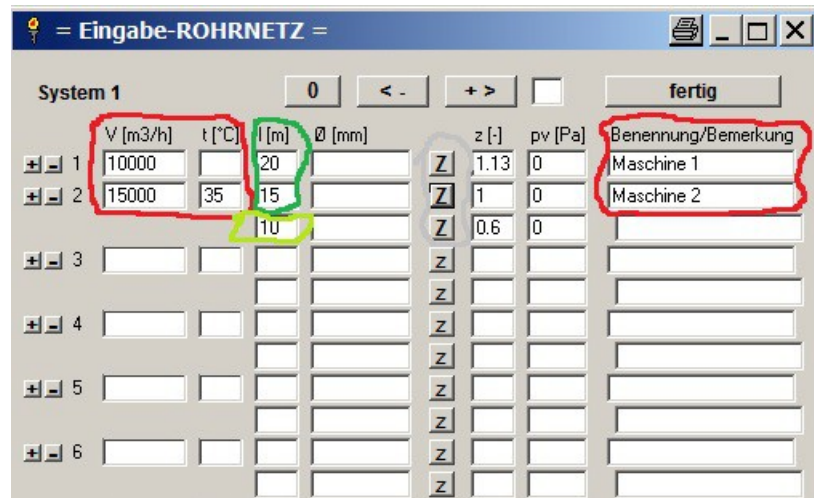 = Eingabe-ROHRNETZ =
System 1 0 < - + > fertig
V [m3/h] t [°C] l [m] Ø [mm] z [-] pv [Pa] Benennung/Bemerkung
+ - 1 10000 20 Z 1.13 0 Maschine 1
+ - 2 15000 35 15 Z 1 0 Maschine 2
10 Z 0.6 0
+ - 3 z
z
+ - 4 z
z
+ - 5 z
z
+ - 6 z
z